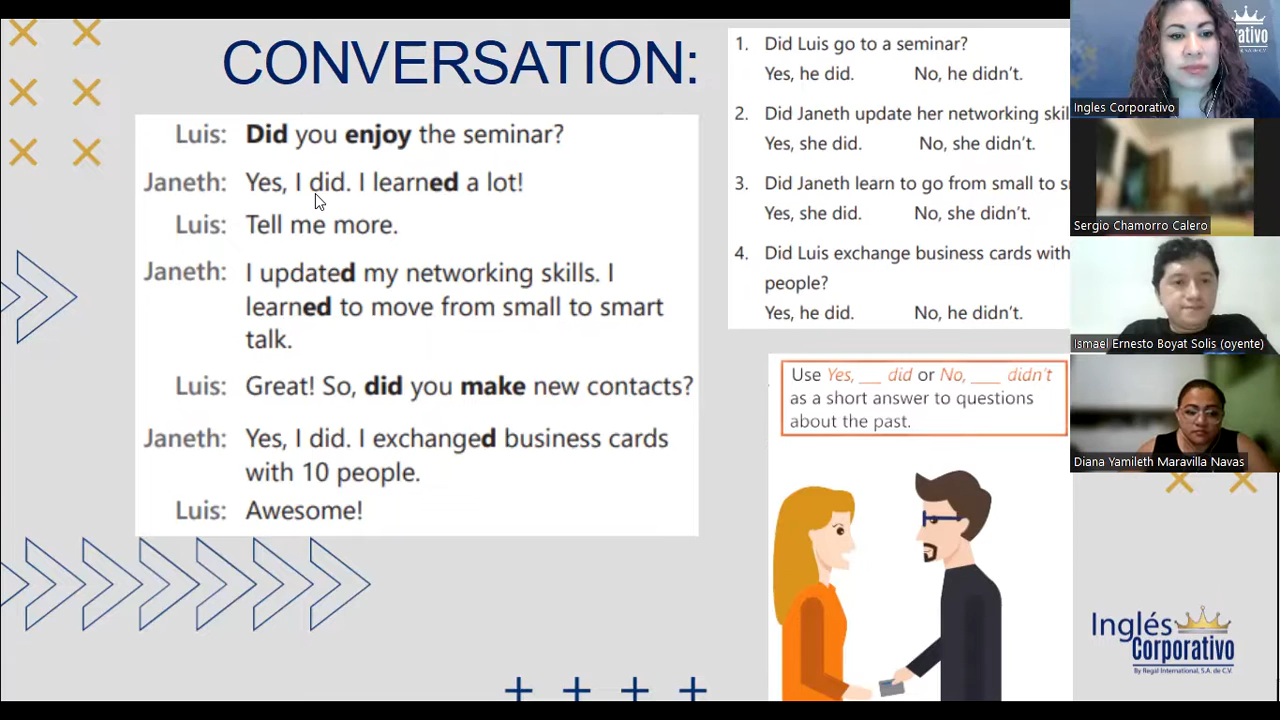 CONVERSATION:
Luis: Did you enjoy the seminar?
Janeth: Yes, I did. I learned a lot!
Luis: Tell me more.
Janeth: I updated my networking skills. I
learned to move from small to smart
talk.
Luis: Great! So, did you make new contacts?
Janeth: Yes, I did. I exchanged business cards
with 10 people.
Luis: Awesome!
1. Did Luis go to a seminar?
Yes, he did. No, he didn't.
2. Did Janeth update her networking
Yes, she did. No, she didn't.
3. Did Janeth learn to go from small to
Yes, she did. No, she didn't.
4. Did Luis exchange business cards with
people?
Yes, he did. No, he didn't.
Use Yes, ___ did or No, ____ didn't
as a short answer to questions
about the past.
Ingles Corporativo
Sergio Chamorro Calero
Ismael Ernesto Boyat Solis (oyente)
Diana Yamileth Maravilla Navas
Inglés
Corporativo
By Regal International, S.A. de C.V.